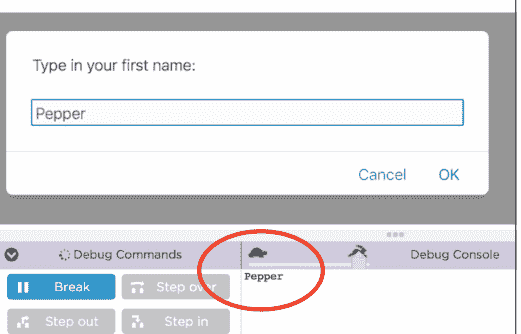 Type in your first name:
Pepper
Cancel OK
Debug Commands Debug Console
Break Step over
Pepper
Step out Step in